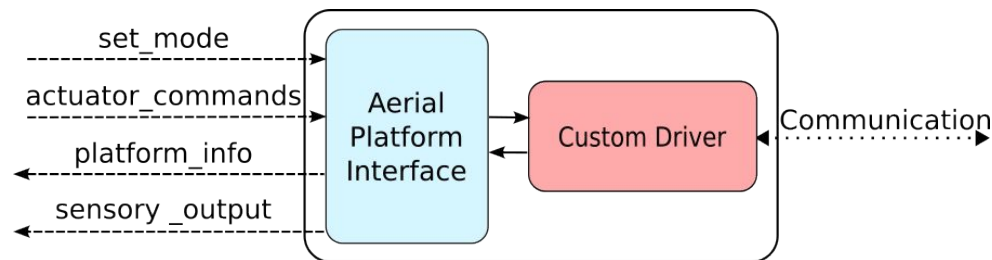 set_mode
actuator_commands
platform_info
sensory _output
Aerial
Platform
Interface
Custom Driver
Communication